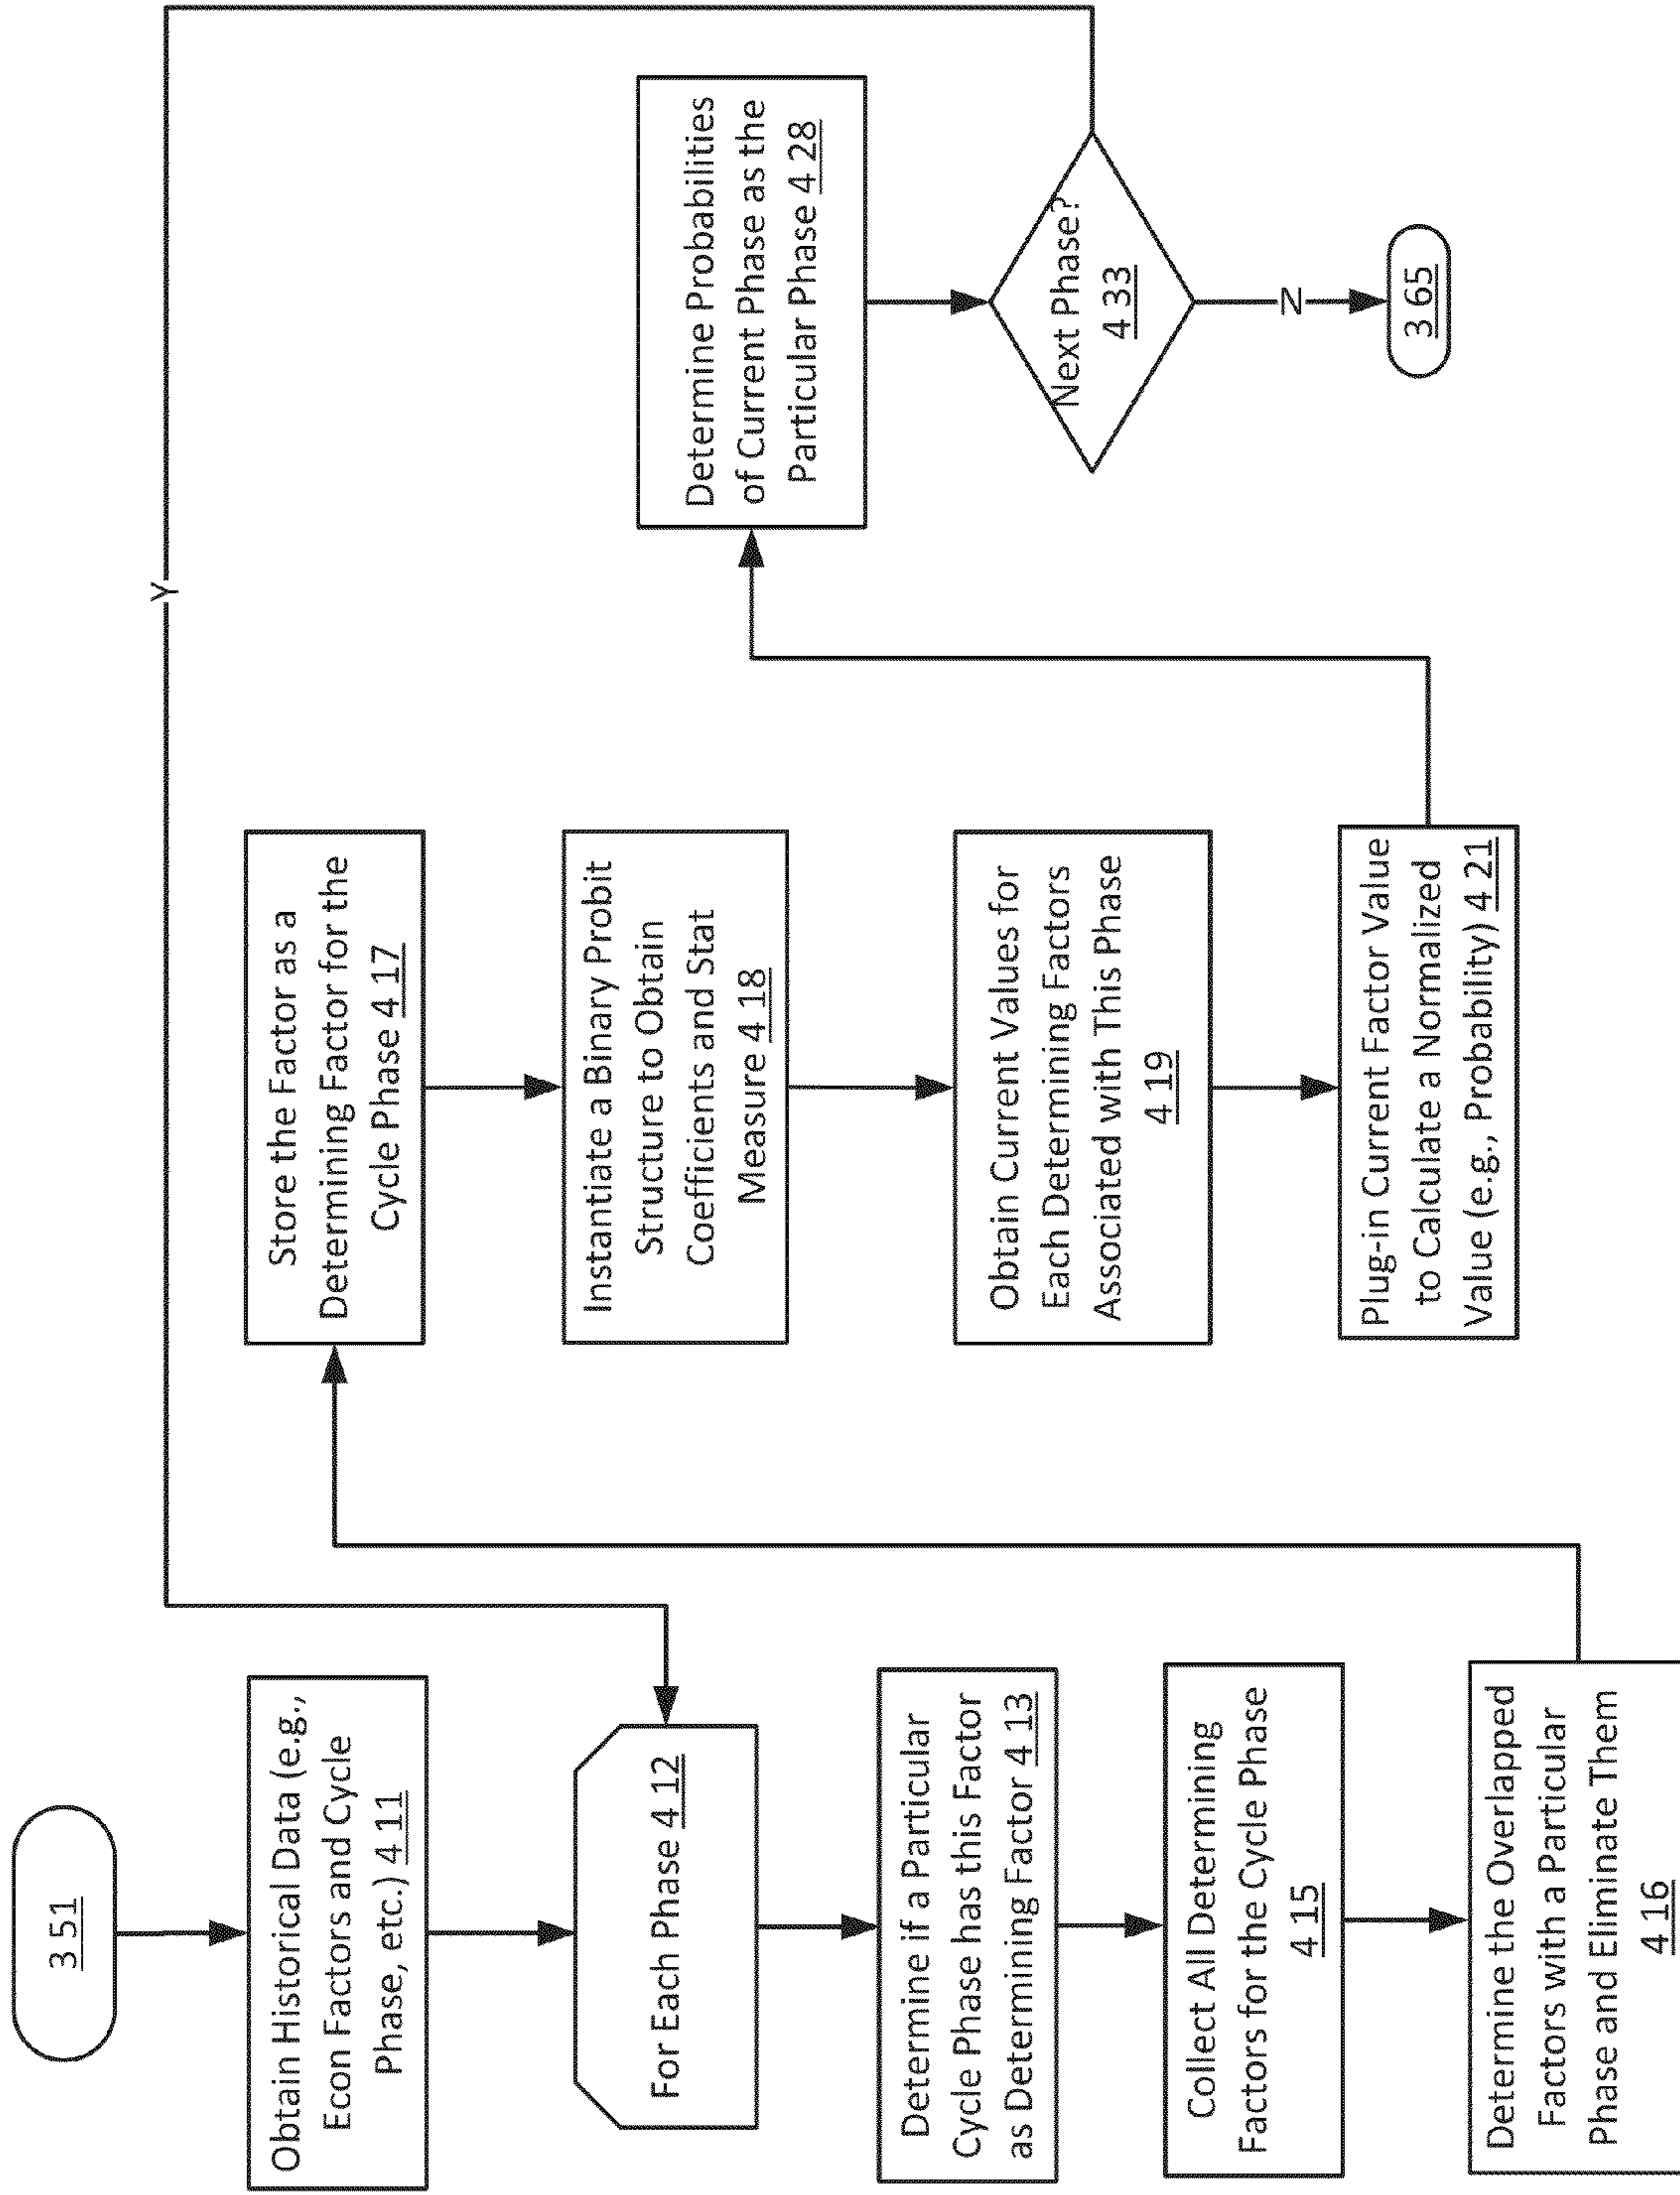 3 51
Obtain Historical Data (e.g.,
Econ Factors and Cycle
Phase, etc.) 4 11
For Each Phase 4 12
Determine if a Particular
Cycle Phase has this Factor
as Determining Factor 4 13
Collect All Determining
Factors for the Cycle Phase
4 15
Determine the Overlapped
Factors with a Particular
Phase and Eliminate Them
4 16
Store the Factor as a
Determining Factor for the
Cycle Phase 4 17
Instantiate a Binary Probit
Structure to Obtain
Coefficients and Stat
Measure 4 18
Obtain Current Values for
Each Determining Factors
Associated with This Phase
4 19
Plug-in Current Factor Value
to Calculate a Normalized
Value (e.g., Probability) 4 21
Determine Probabilities
of Current Phase as the
Particular Phase 4 28
Next Phase?
4 33
Y
N
3 65